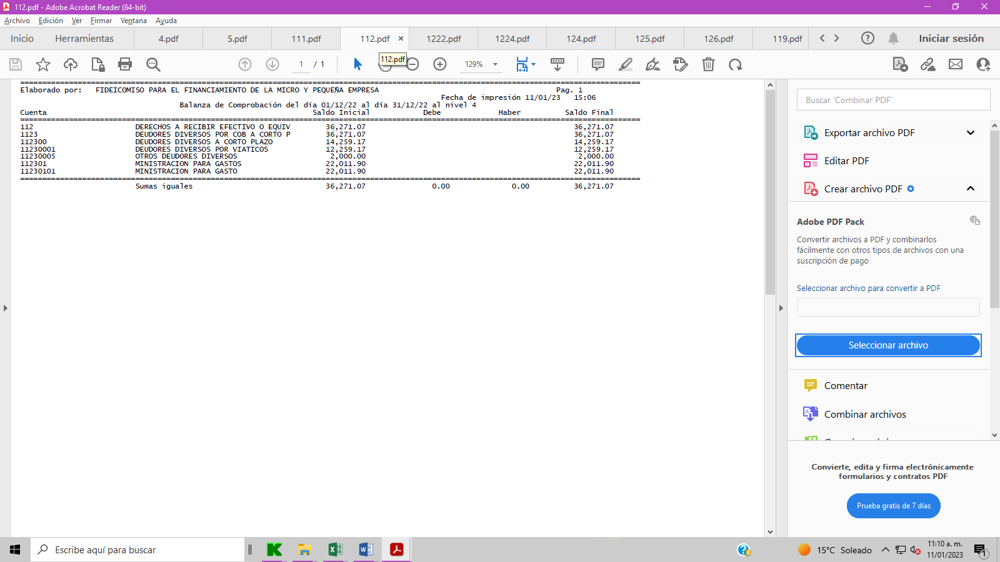 112.pdf - Adobe Acrobat Reader (64-bit)
Archivo Edición Ver Firmar Ventana Ayuda
Inicio Herramientas 4.pdf 5.pdf 111.pdf 112.pdf 1222.pdf 1224.pdf 124.pdf 125.pdf 126.pdf 119.pdf Iniciar sesión
1 / 1 129%
112.pdf
Elaborado por: FIDEICOMISO PARA EL FINANCIAMIENTO DE LA MICRO Y PEQUEÑA EMPRESA Pag. 1
Fecha de impresión 11/01/23 15:06
Balanza de Comprobación del día 01/12/22 al día 31/12/22 al nivel 4
Cuenta Saldo Inicial Debe Haber Saldo Final
112 DERECHOS A RECIBIR EFECTIVO O EQUIV 36,271.07 36,271.07
1123 DEUDORES DIVERSOS POR COB A CORTO P 36,271.07 36,271.07
112300 DEUDORES DIVERSOS A CORTO PLAZO 14,259.17 14,259.17
11230001 DEUDORES DIVERSOS POR VIATICOS 12,259.17 12,259.17
11230005 OTROS DEUDORES DIVERSOS 2,000.00 2,000.00
112301 MINISTRACION PARA GASTOS 22,011.90 22,011.90
11230101 MINISTRACION PARA GASTO 22,011.90 22,011.90
Sumas iguales 36,271.07 0.00 0.00 36,271.07
Buscar 'Combinar PDF'
Exportar archivo PDF
Editar PDF
Crear archivo PDF
Adobe PDF Pack
Convertir archivos a PDF y combinarlos
fácilmente con otros tipos de archivos con una
suscripción de pago
Seleccionar archivo para convertir a PDF
Seleccionar archivo
Comentar
Combinar archivos
Convierte, edita y firma electrónicamente
formularios y contratos PDF
Prueba gratis de 7 días
Escribe aquí para buscar
15°C Soleado
11:10 a. m.
11/01/2023
1